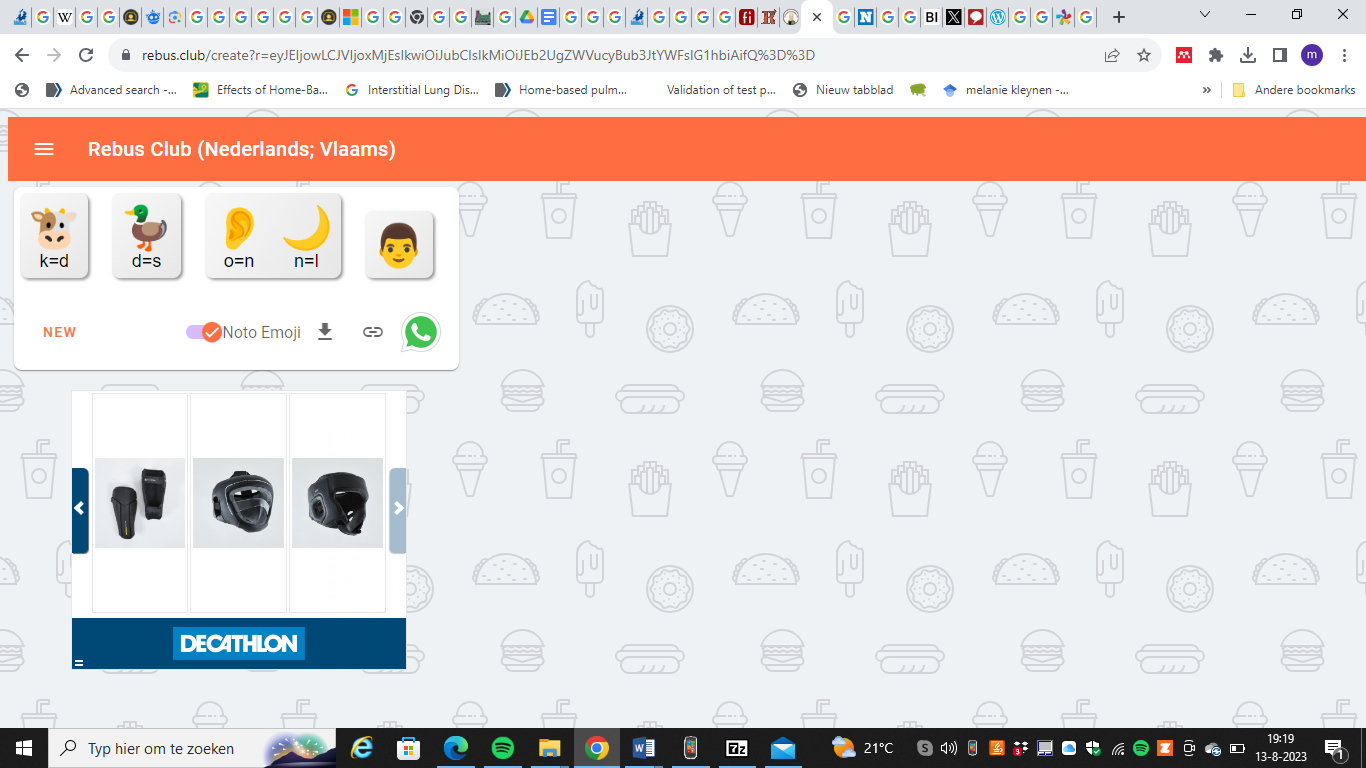 rebus.club/create?r=eyJEIjowLCJVIjoxMjEsIkwiOiJubCIsIkMiOiJEb2UgZWVucyBub3JtYWFsIG1hbiAifQ%3D%3D
m
Advanced search -...
Effects of Home-Ba...
Interstitial Lung Dis...
Home-based pulm...
Validation of test p...
Nieuw tabblad
melanie kleynen -...
Andere bookmarks
Rebus Club (Nederlands; Vlaams)
k=d
d=s
o=n
n=l
NEW
Noto Emoji
DECATHLON
Typ hier om te zoeken
21°C
19:19
13-8-2023